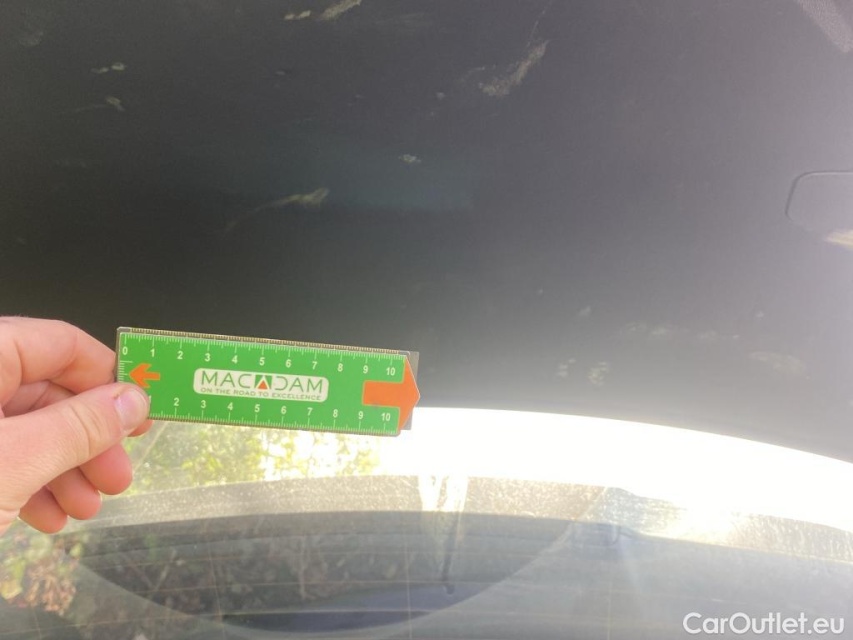 0 1 2 3 4 5 6 7 8 9 10
MACADAM
ON THE ROAD TO EXCELLENCE
2 3 4 5 6 7 8 9 10
CarOutlet.eu